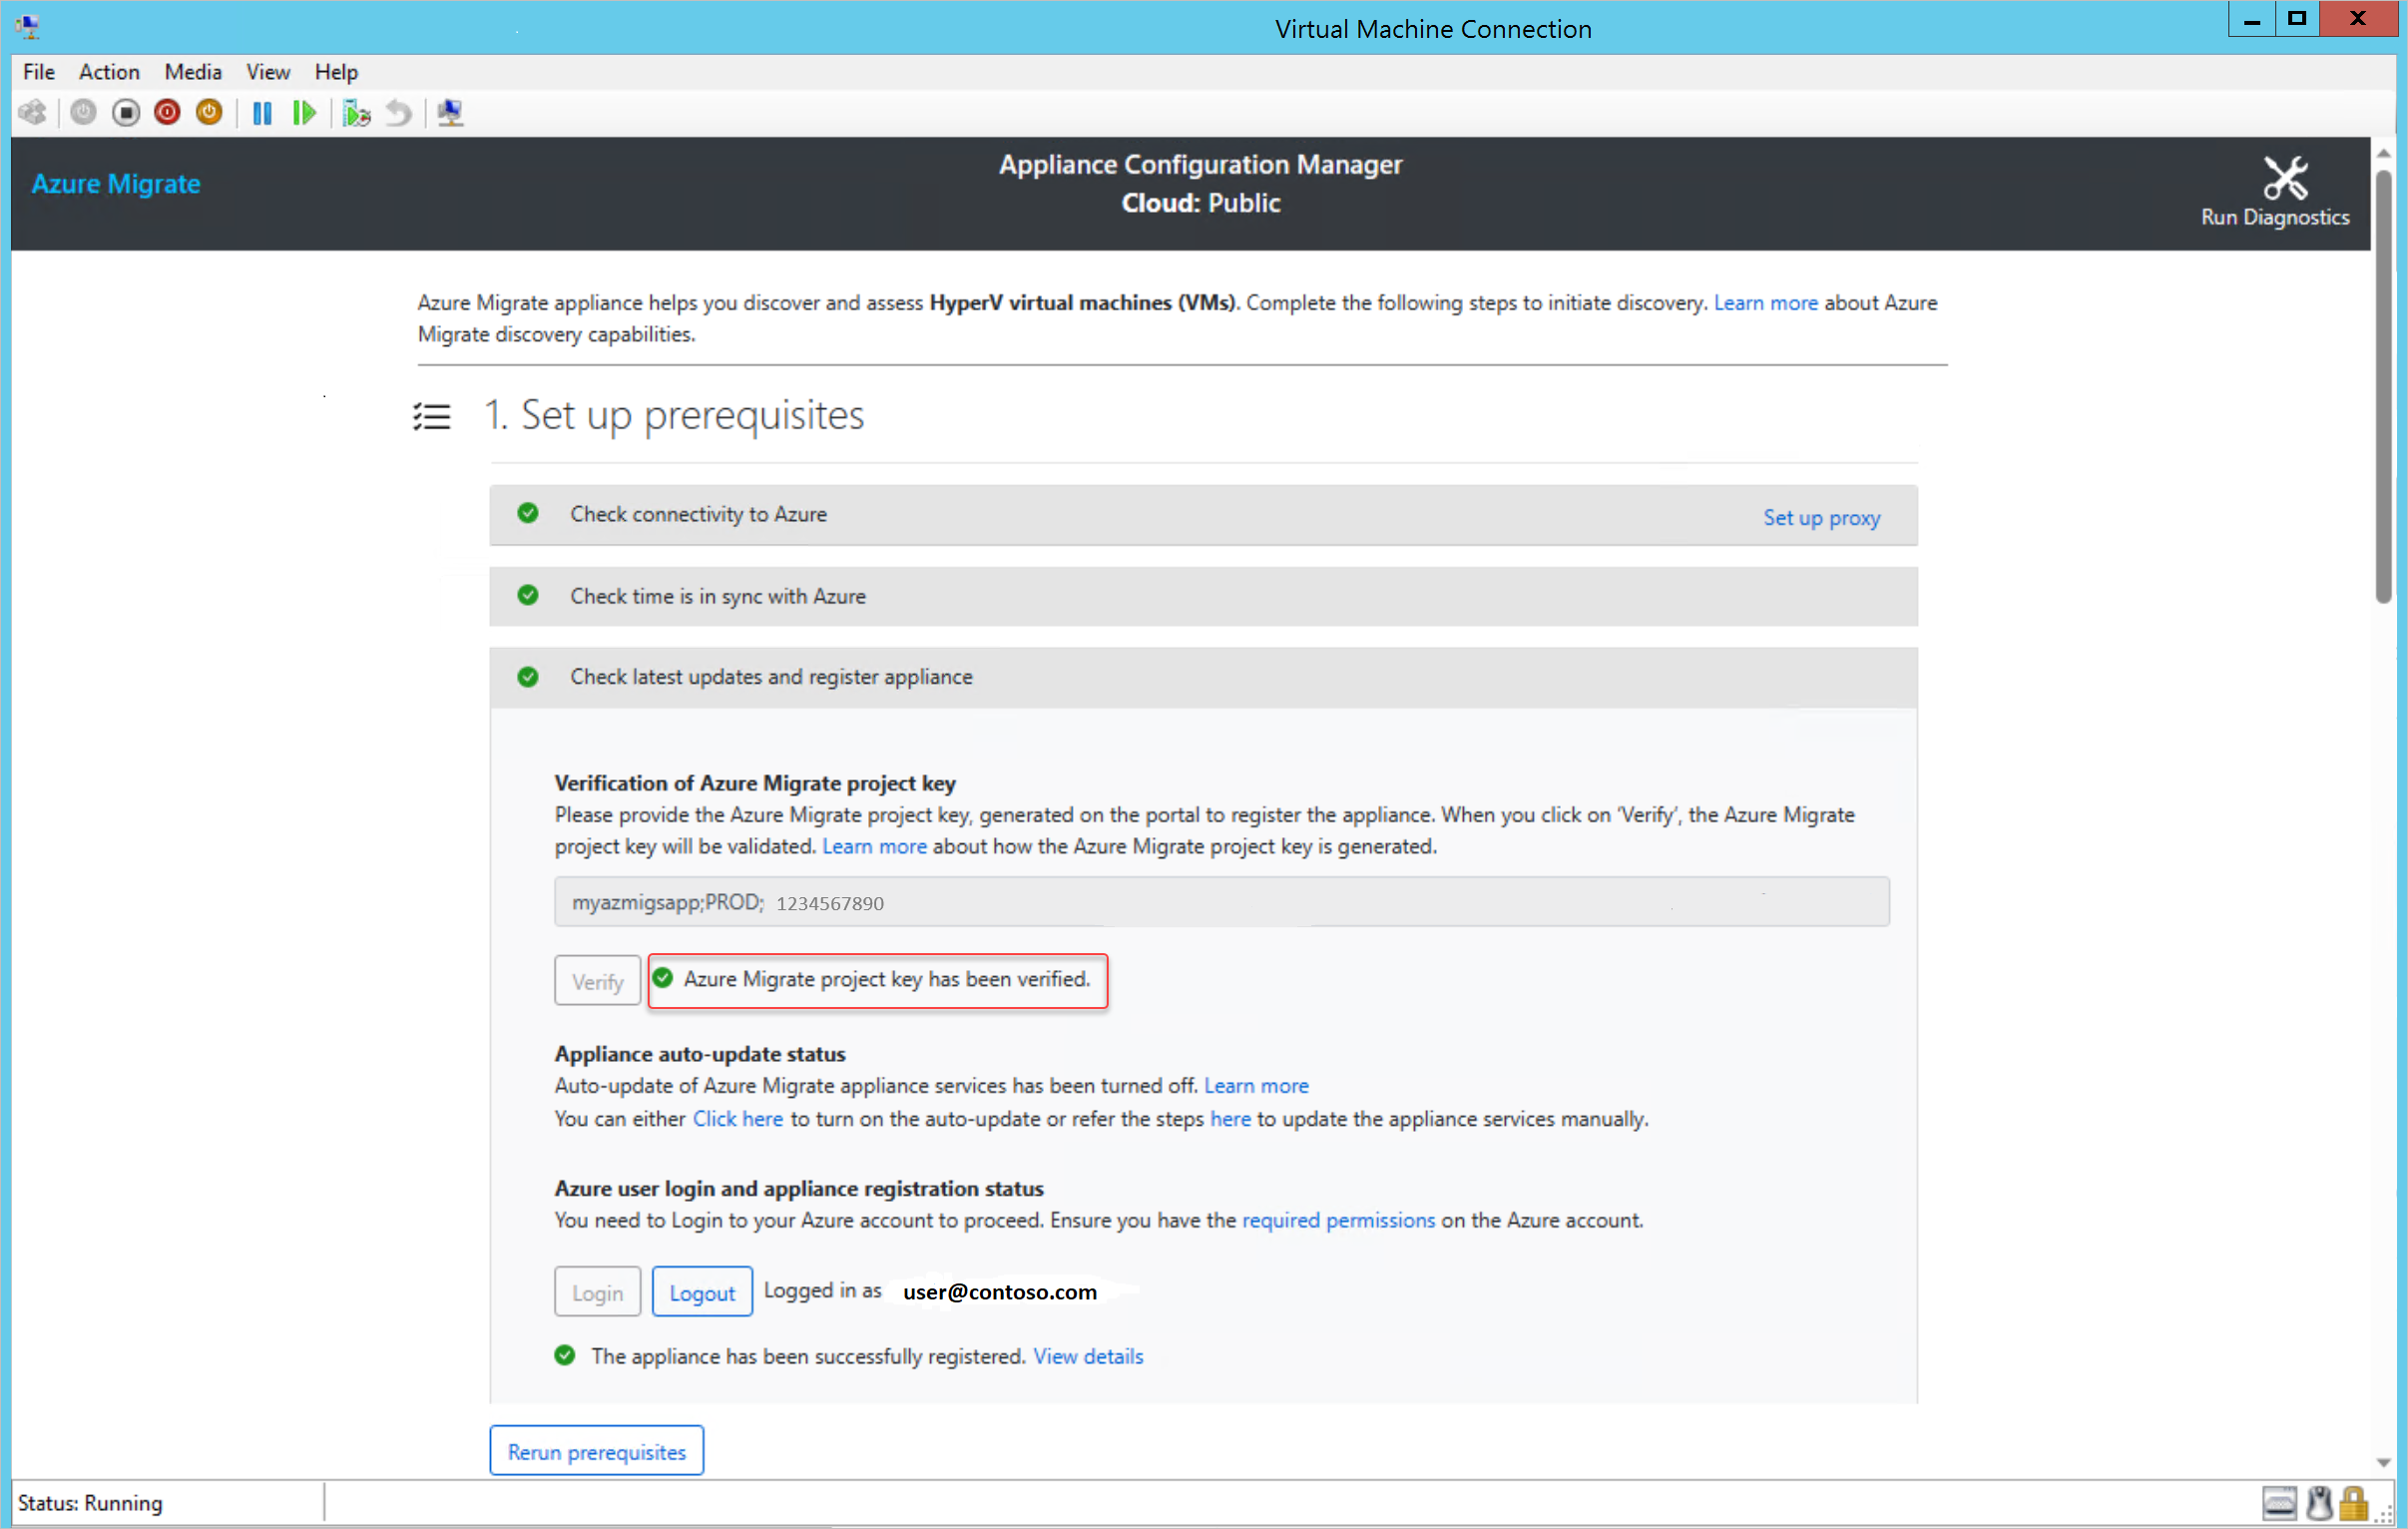 Virtual Machine Connection
File Action Media View Help
Azure Migrate
Appliance Configuration Manager
Cloud: Public
Run Diagnostics
Azure Migrate appliance helps you discover and assess HyperV virtual machines (VMs). Complete the following steps to initiate discovery. Learn more about Azure
Migrate discovery capabilities.
1. Set up prerequisites
Check connectivity to Azure
Set up proxy
Check time is in sync with Azure
Check latest updates and register appliance
Verification of Azure Migrate project key
Please provide the Azure Migrate project key, generated on the portal to register the appliance. When you click on ‘Verify’, the Azure Migrate
project key will be validated. Learn more about how the Azure Migrate project key is generated.
myazmigsapp;PROD; 1234567890
Verify
Azure Migrate project key has been verified.
Appliance auto-update status
Auto-update of Azure Migrate appliance services has been turned off. Learn more
You can either Click here to turn on the auto-update or refer the steps here to update the appliance services manually.
Azure user login and appliance registration status
You need to Login to your Azure account to proceed. Ensure you have the required permissions on the Azure account.
Login Logout Logged in as user@contoso.com
The appliance has been successfully registered. View details
Rerun prerequisites
Status: Running